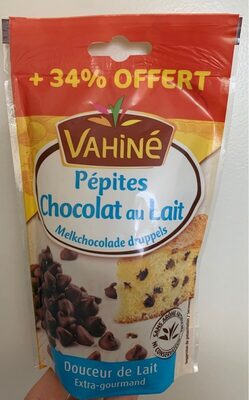 + 34% OFFERT
VAHINÉ
Pépites
Chocolat au Lait
Melkchocolade druppels
Douceur de Lait
Extra-gourmand